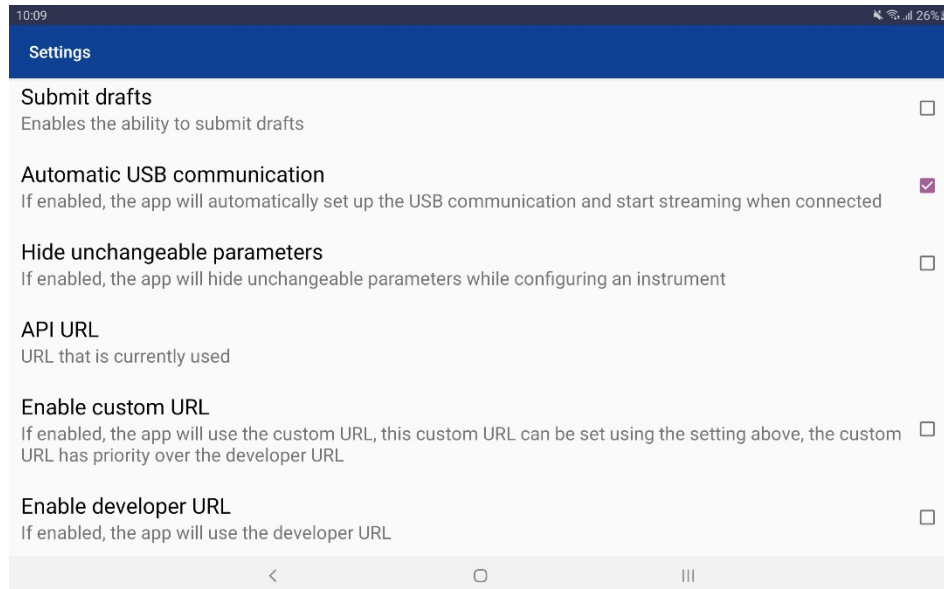 10:09 26%
Settings
Submit drafts
Enables the ability to submit drafts
Automatic USB communication
If enabled, the app will automatically set up the USB communication and start streaming when connected
Hide unchangeable parameters
If enabled, the app will hide unchangeable parameters while configuring an instrument
API URL
URL that is currently used
Enable custom URL
If enabled, the app will use the custom URL, this custom URL can be set using the setting above, the custom
URL has priority over the developer URL
Enable developer URL
If enabled, the app will use the developer URL